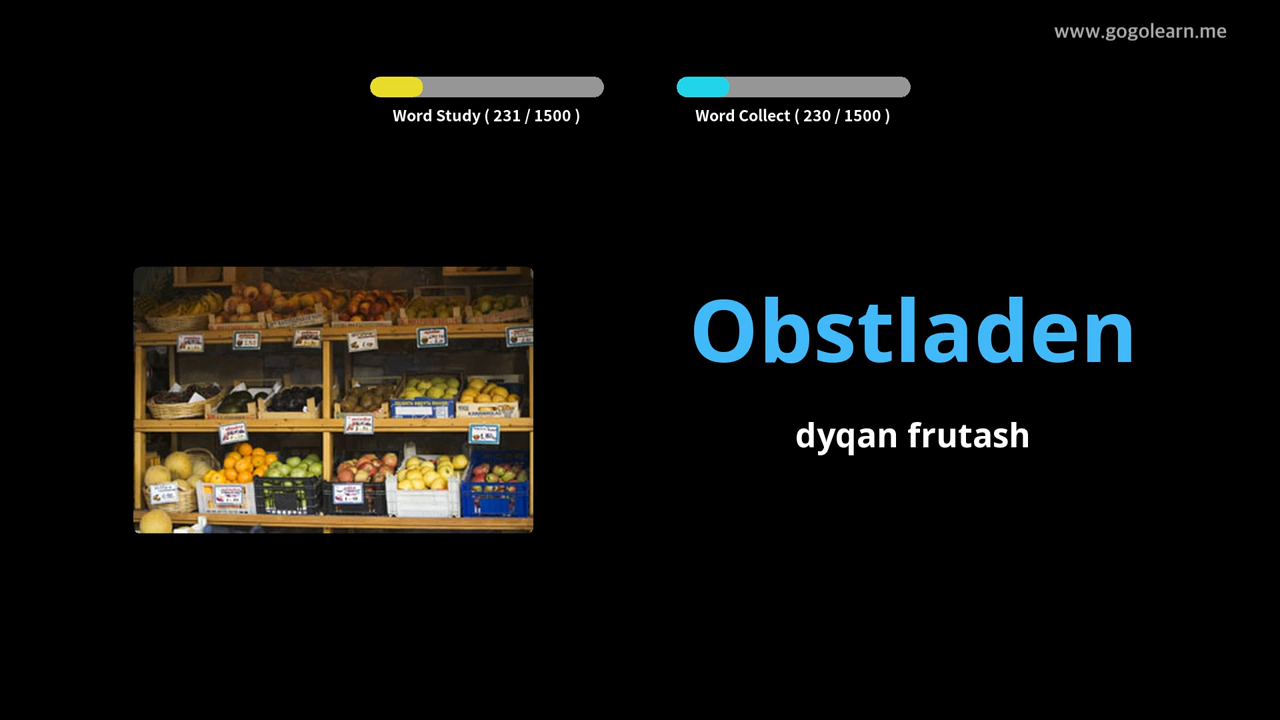 www.gogolearn.me
Word Study ( 231 / 1500 )
Word Collect ( 230 / 1500 )
Obstladen
dyqan frutash